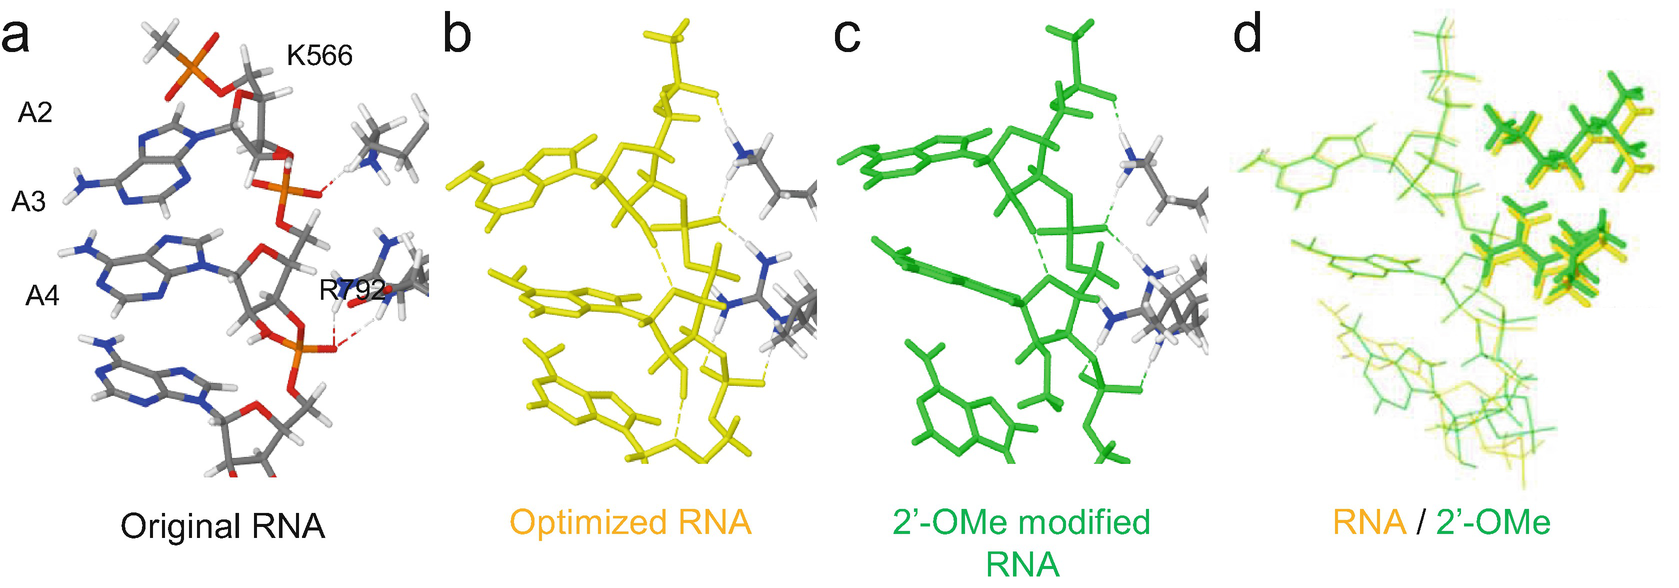 a
b
c
d
K566
A2
A3
A4
R792
Original RNA
Optimized RNA
2’-OMe modified
RNA
RNA / 2’-OMe